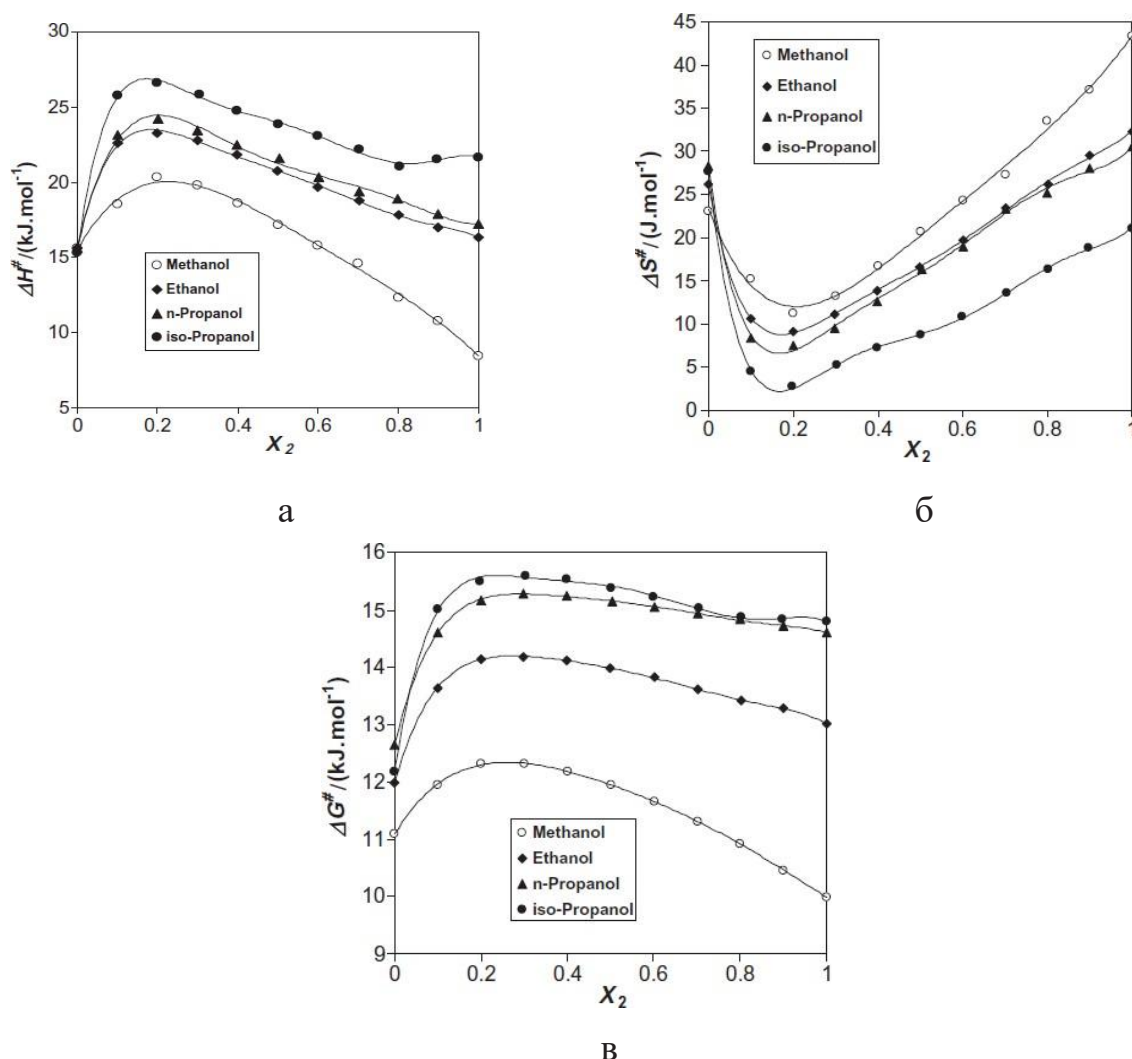 30
25
20
15
10
5
ΔH#/(kJ.mol-1)
Methanol
Ethanol
n-Propanol
iso-Propanol
0 0.2 0.4 0.6 0.8 1
X2
а
45
40
35
30
25
20
15
10
5
0
ΔS#/(J.mol-1)
Methanol
Ethanol
n-Propanol
iso-Propanol
0 0.2 0.4 0.6 0.8 1
X2
б
16
15
14
13
12
11
10
9
ΔG#/(kJ.mol-1)
Methanol
Ethanol
n-Propanol
iso-Propanol
0 0.2 0.4 0.6 0.8 1
X2
в